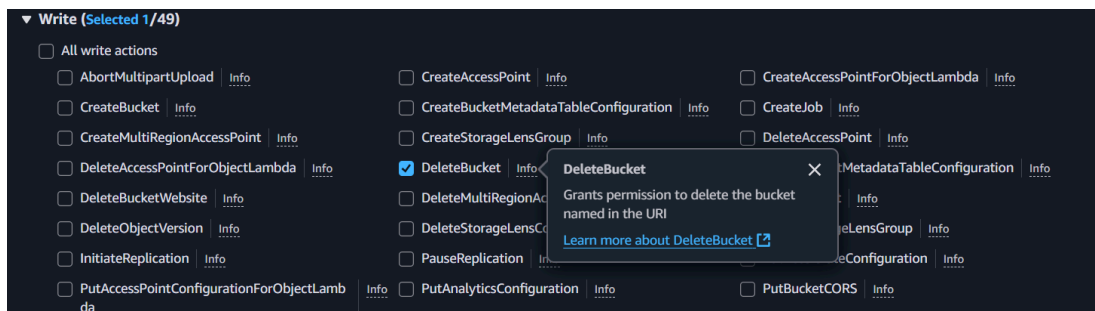 Write (Selected 1/49)
All write actions
AbortMultipartUpload Info CreateAccessPoint Info CreateAccessPointForObjectLambda Info
CreateBucket Info CreateBucketMetadataTableConfiguration Info CreateJob Info
CreateMultiRegionAccessPoint Info CreateStorageLensGroup Info DeleteAccessPoint Info
DeleteAccessPointForObjectLambda Info DeleteBucket Info tMetadataTableConfiguration Info
DeleteBucket
Grants permission to delete the bucket
named in the URI
Learn more about DeleteBucket
DeleteBucketWebsite Info DeleteMultiRegionAc Info
DeleteObjectVersion Info DeleteStorageLensCo geLensGroup Info
InitiateReplication Info PauseReplication teConfiguration Info
PutAccessPointConfigurationForObjectLamb Info PutAnalyticsConfiguration Info PutBucketCORS Info
da